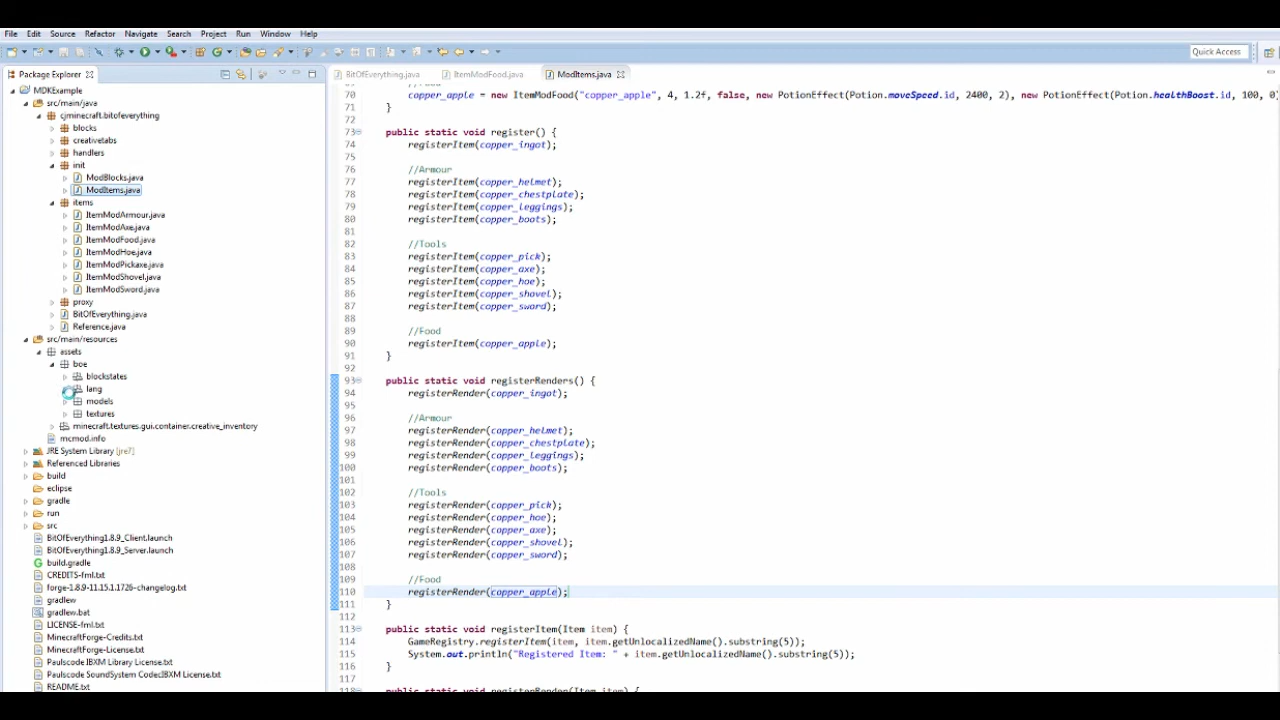 File Edit Source Refactor Navigate Search Project Run Window Help
Quick Access
Package Explorer
MDKExample
src/main/java
cjminecraft.bitofeverything
blocks
creativetabs
handlers
init
ModBlocks.java
ModItems.java
items
ItemModArmour.java
ItemModAxe.java
ItemModFood.java
ItemModHoe.java
ItemModPickaxe.java
ItemModShovel.java
ItemModSword.java
proxy
BitOfEverything.java
Reference.java
src/main/resources
assets
boe
blockstates
lang
models
textures
minecraft.textures.gui.container.creative_inventory
mcmod.info
JRE System Library [jre7]
Referenced Libraries
build
eclipse
gradle
run
src
BitOfEverything1.8.9_Client.launch
BitOfEverything1.8.9_Server.launch
build.gradle
CREDITS-fml.txt
forge-1.8.9-11.15.1.1726-changelog.txt
gradlew
gradlew.bat
LICENSE-fml.txt
MinecraftForge-Credits.txt
MinecraftForge-License.txt
Paulscode IBXM Library License.txt
Paulscode SoundSystem CodecIBXM License.txt
README.txt
BitOfEverything.java ItemModFood.java ModItems.java
70 copper_apple = new ItemModFood("copper_apple", 4, 1.2f, false, new PotionEffect(Potion.moveSpeed.id, 2400, 2), new PotionEffect(Potion.healthBoost.id, 100, 0
71 }
72
73 public static void register() {
74 registerItem(copper_ingot);
75
76 //Armour
77 registerItem(copper_helmet);
78 registerItem(copper_chestplate);
79 registerItem(copper_leggings);
80 registerItem(copper_boots);
81
82 //Tools
83 registerItem(copper_pick);
84 registerItem(copper_axe);
85 registerItem(copper_hoe);
86 registerItem(copper_shovel);
87 registerItem(copper_sword);
88
89 //Food
90 registerItem(copper_apple);
91 }
92
93 public static void registerRenders() {
94 registerRender(copper_ingot);
95
96 //Armour
97 registerRender(copper_helmet);
98 registerRender(copper_chestplate);
99 registerRender(copper_leggings);
100 registerRender(copper_boots);
101
102 //Tools
103 registerRender(copper_pick);
104 registerRender(copper_hoe);
105 registerRender(copper_axe);
106 registerRender(copper_shovel);
107 registerRender(copper_sword);
108
109 //Food
110 registerRender(copper_apple);
111 }
112
113 public static void registerItem(Item item) {
114 GameRegistry.registerItem(item, item.getUnlocalizedName().substring(5));
115 System.out.println("Registered Item: " + item.getUnlocalizedName().substring(5));
116 }
117
public static void registerRender(Item item) {